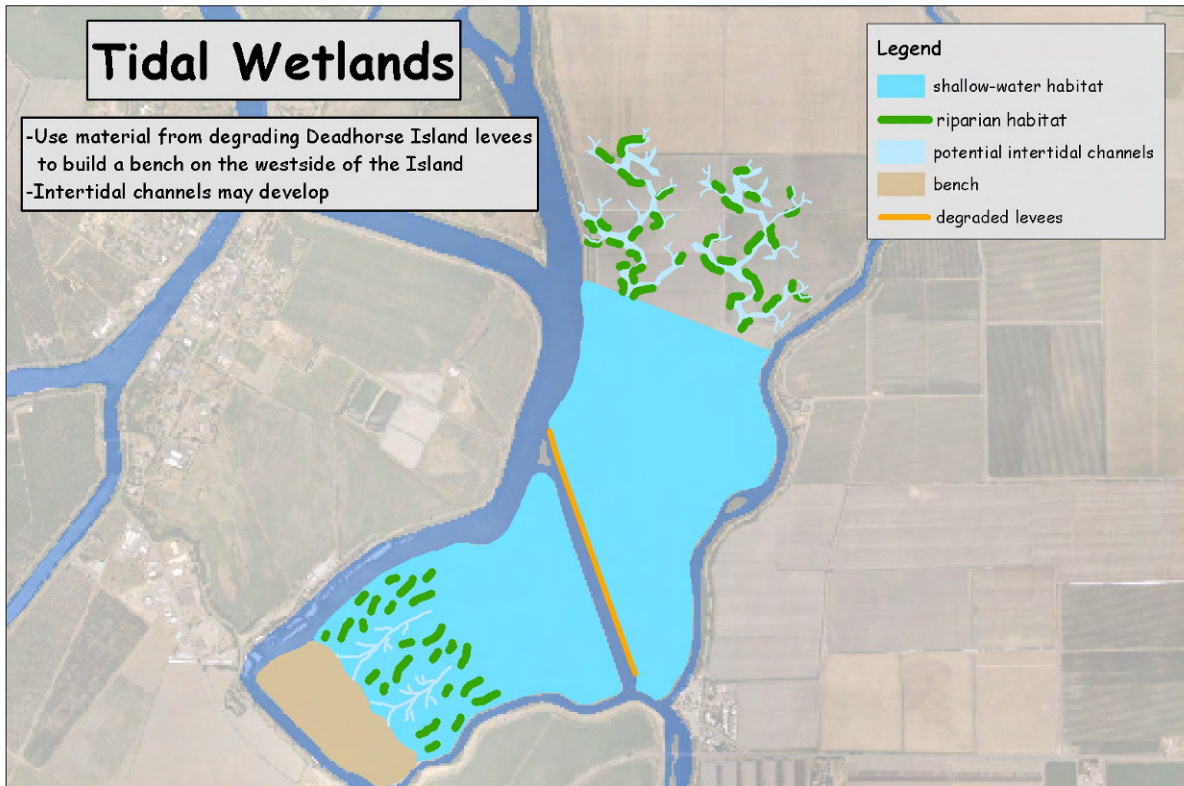 Tidal Wetlands
-Use material from degrading Deadhorse Island levees
to build a bench on the westside of the Island
-Intertidal channels may develop
Legend
shallow-water habitat
riparian habitat
potential intertidal channels
bench
degraded levees